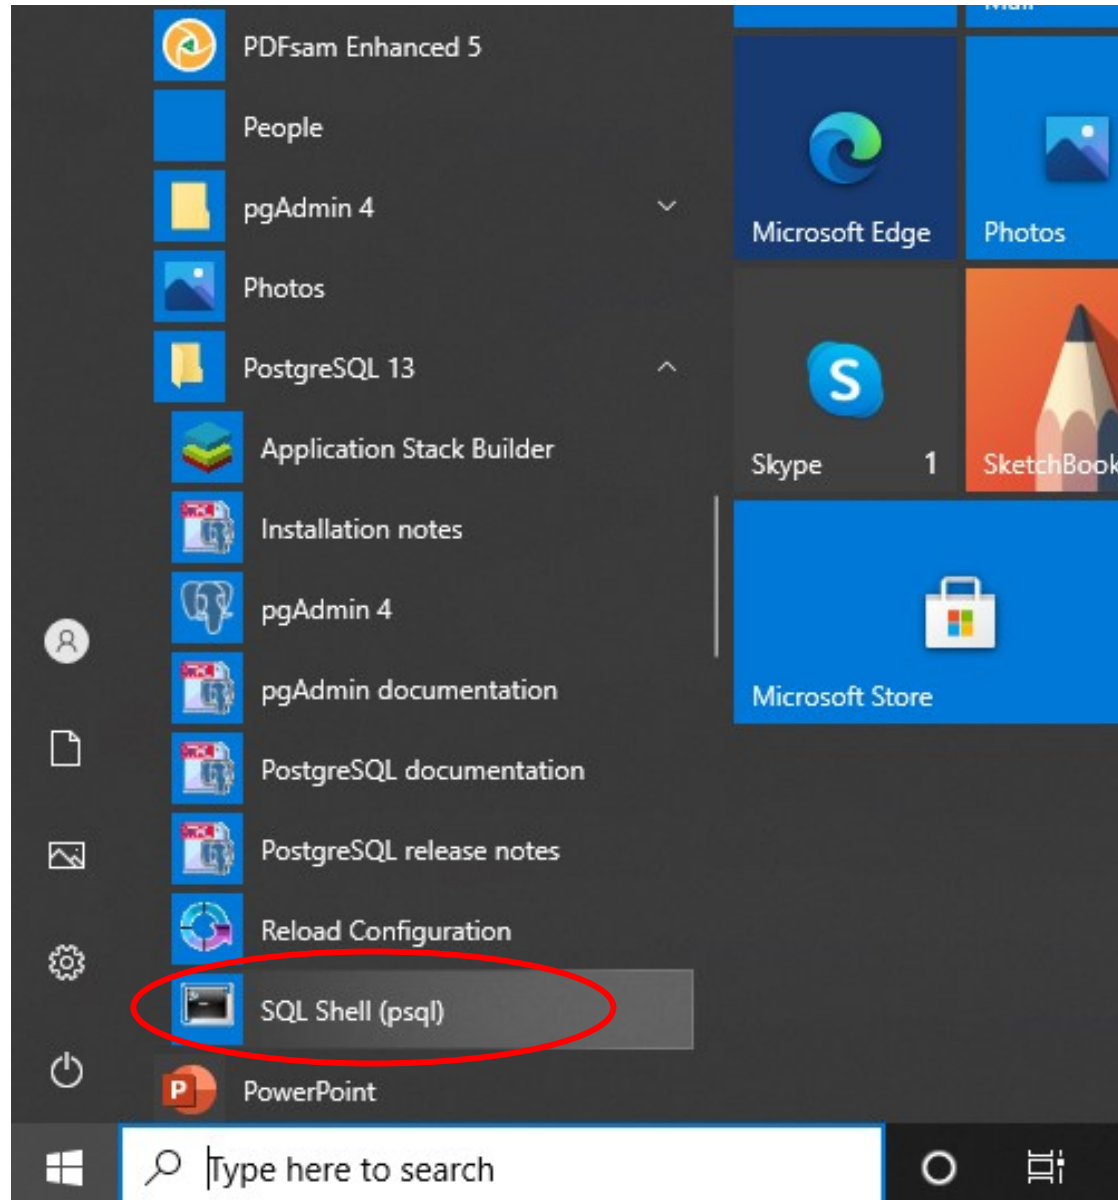 PDFsam Enhanced 5
People
pgAdmin 4
Photos
PostgreSQL 13
Application Stack Builder
Installation notes
pgAdmin 4
pgAdmin documentation
PostgreSQL documentation
PostgreSQL release notes
Reload Configuration
SQL Shell (psql)
P
PowerPoint
Type here to search
Mail
Microsoft Edge
Photos
S
Skype 1
SketchBook
Microsoft Store